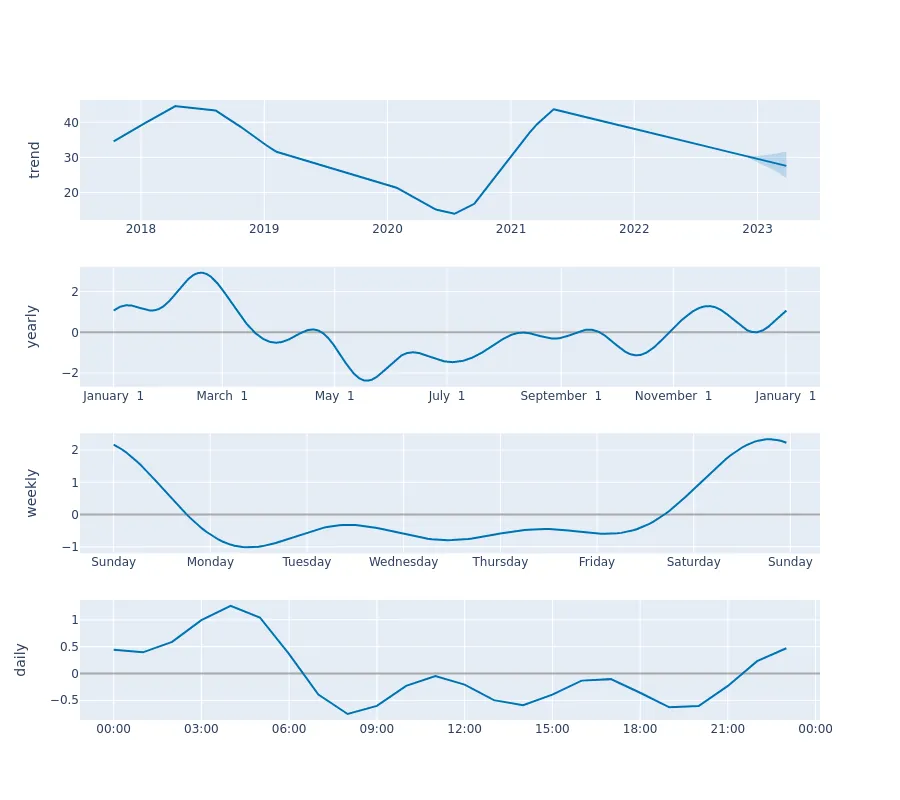 trend
40
30
20
2018 2019 2020 2021 2022 2023
yearly
2
0
−2
January 1 March 1 May 1 July 1 September 1 November 1 January 1
weekly
2
1
0
−1
Sunday Monday Tuesday Wednesday Thursday Friday Saturday Sunday
daily
1
0.5
0
−0.5
00:00 03:00 06:00 09:00 12:00 15:00 18:00 21:00 00:00